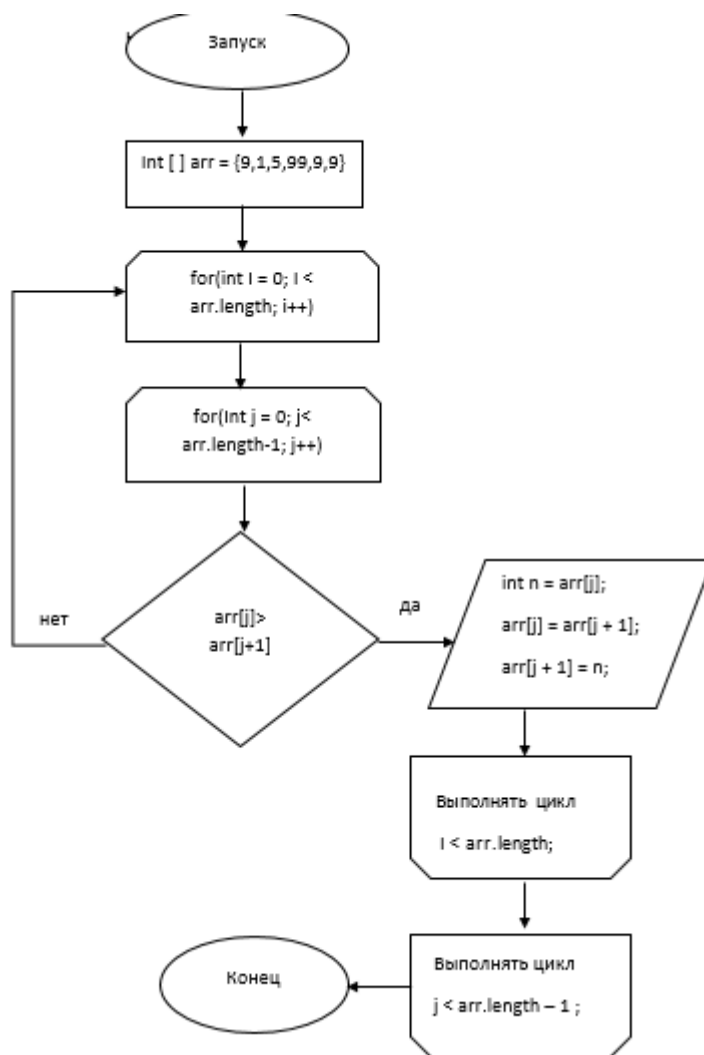 Запуск
Int [ ] arr = {9,1,5,99,9,9}
for(int I = 0; I <
arr.length; i++)
for(Int j = 0; j<
arr.length-1; j++)
arr[j]>
arr[j+1]
нет
да
int n = arr[j];
arr[j] = arr[j + 1];
arr[j + 1] = n;
Выполнять цикл
I < arr.length;
Выполнять цикл
j < arr.length – 1 ;
Конец